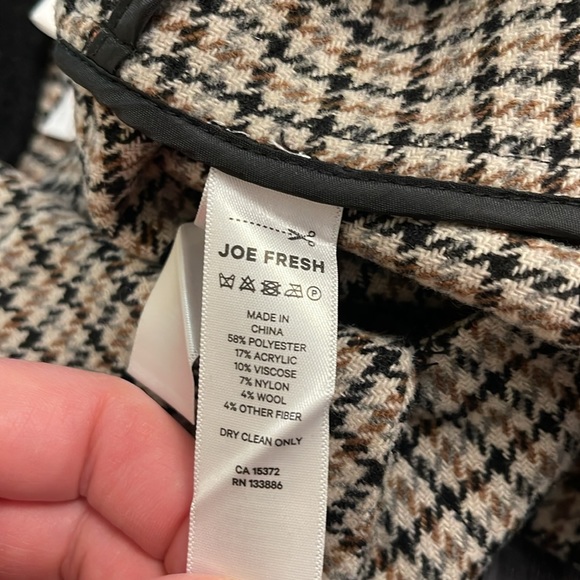 JOE FRESH
P
MADE IN
CHINA
58% POLYESTER
17% ACRYLIC
10% VISCOSE
7% NYLON
4% WOOL
4% OTHER FIBER
DRY CLEAN ONLY
CA 15372
RN 133886